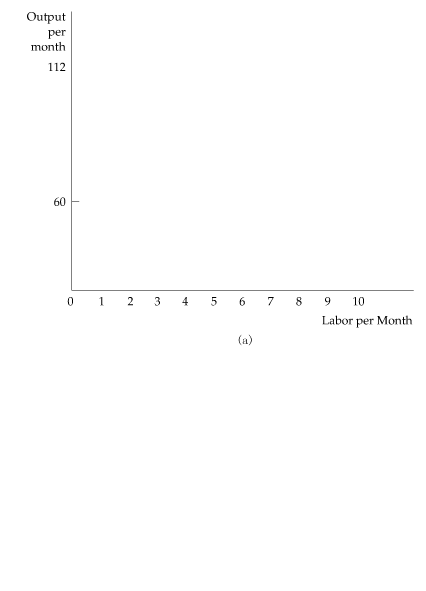 Output
per
month
112
60
0 1 2 3 4 5 6 7 8 9 10
Labor per Month
(a)